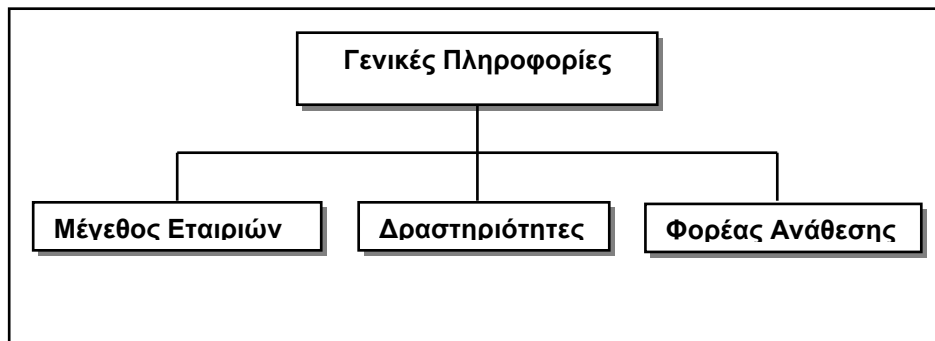 Γενικές Πληροφορίες
Μέγεθος Εταιριών
Δραστηριότητες
Φορέας Ανάθεσης